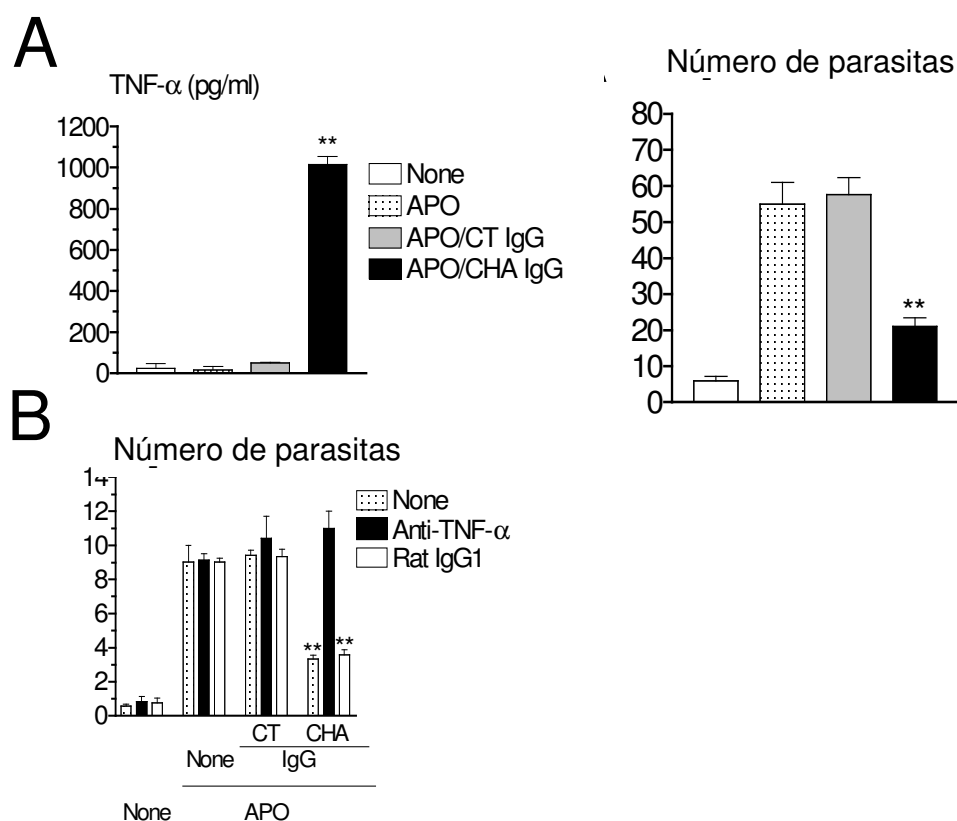 A
TNF-α (pg/ml)
1200
1000
800
600
400
200
0
**
None
APO
APO/CT IgG
APO/CHA IgG
Número de parasitas
80
70
60
50
40
30
20
10
0
**
B
Número de parasitas
14
12
10
8
6
4
2
0
** **
None
Anti-TNF-α
Rat IgG1
CT CHA
None IgG
None APO